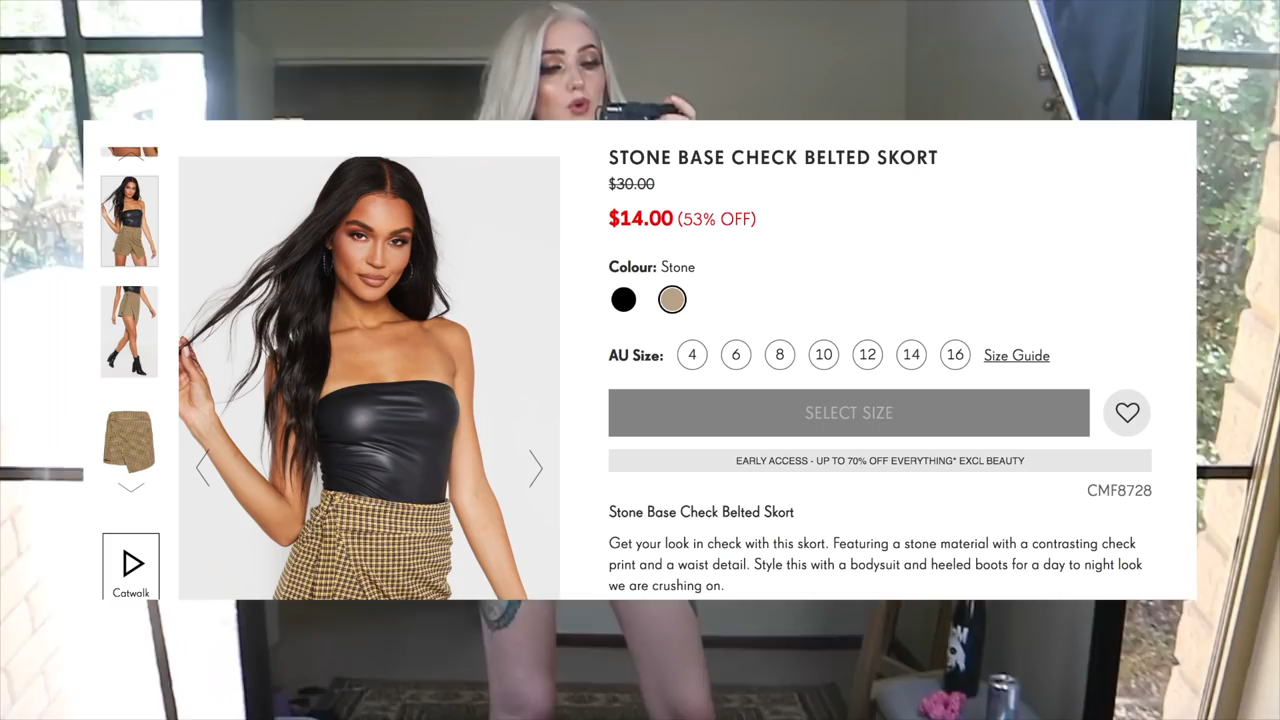 STONE BASE CHECK BELTED SKORT
$30.00
$14.00 (53% OFF)
Colour: Stone
AU Size: 4 6 8 10 12 14 16 Size Guide
SELECT SIZE
EARLY ACCESS - UP TO 70% OFF EVERYTHING* EXCL BEAUTY
CMF8728
Stone Base Check Belted Skort
Get your look in check with this skort. Featuring a stone material with a contrasting check
print and a waist detail. Style this with a bodysuit and heeled boots for a day to night look
we are crushing on.
Catwalk